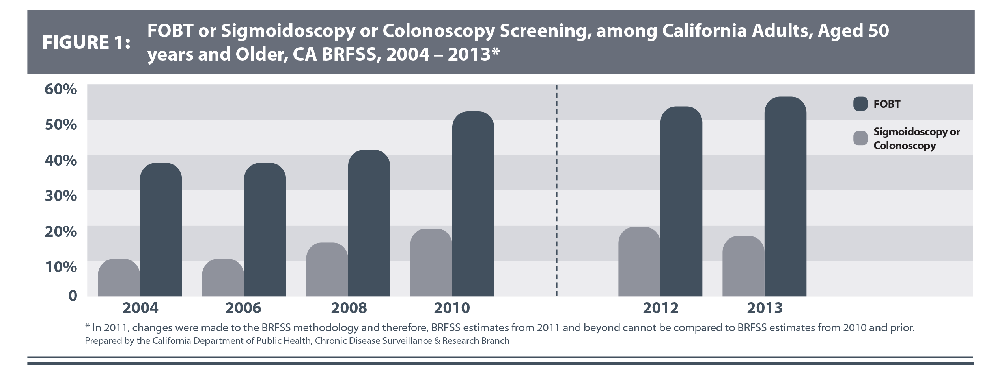 FIGURE 1:
FOBT or Sigmoidoscopy or Colonoscopy Screening, among California Adults, Aged 50
years and Older, CA BRFSS, 2004 – 2013*
60%
50%
40%
30%
20%
10%
0
FOBT
Sigmoidoscopy or
Colonoscopy
2004 2006 2008 2010 2012 2013
* In 2011, changes were made to the BRFSS methodology and therefore, BRFSS estimates from 2011 and beyond cannot be compared to BRFSS estimates from 2010 and prior.
Prepared by the California Department of Public Health, Chronic Disease Surveillance & Research Branch